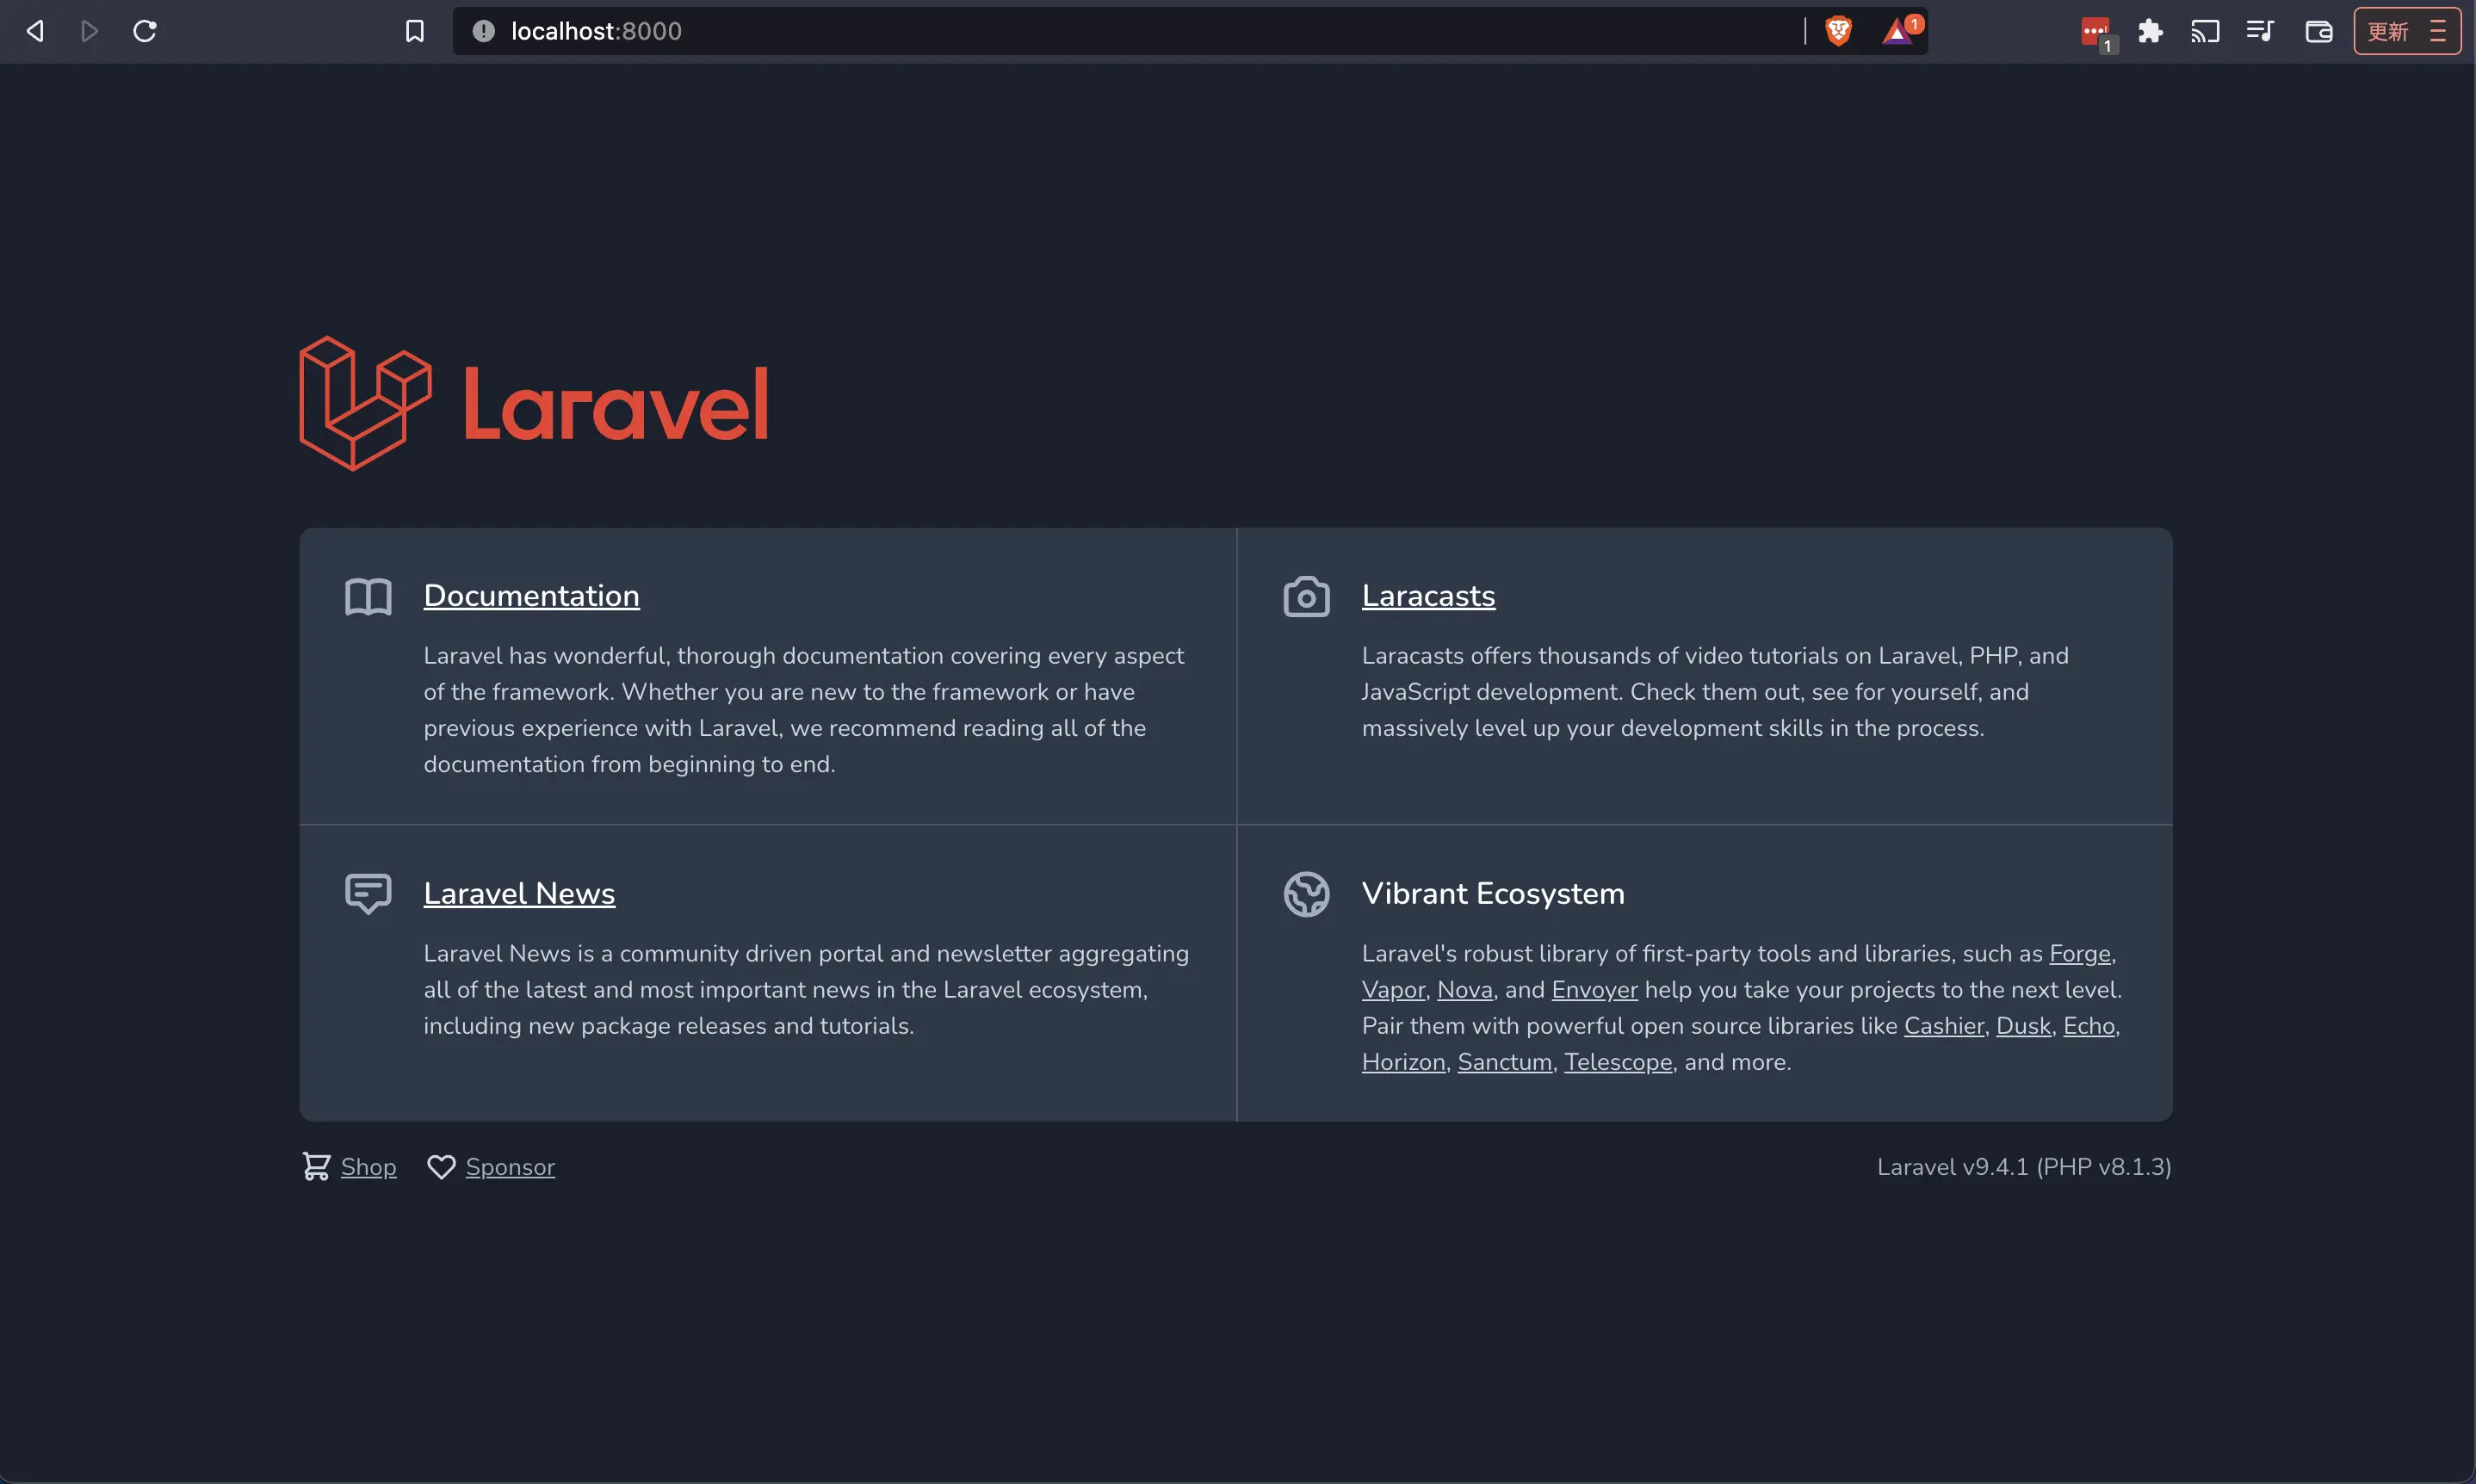 localhost:8000
1
1
更新
Laravel
Documentation
Laravel has wonderful, thorough documentation covering every aspect
of the framework. Whether you are new to the framework or have
previous experience with Laravel, we recommend reading all of the
documentation from beginning to end.
Laracasts
Laracasts offers thousands of video tutorials on Laravel, PHP, and
JavaScript development. Check them out, see for yourself, and
massively level up your development skills in the process.
Laravel News
Laravel News is a community driven portal and newsletter aggregating
all of the latest and most important news in the Laravel ecosystem,
including new package releases and tutorials.
Vibrant Ecosystem
Laravel's robust library of first-party tools and libraries, such as Forge,
Vapor, Nova, and Envoyer help you take your projects to the next level.
Pair them with powerful open source libraries like Cashier, Dusk, Echo,
Horizon, Sanctum, Telescope, and more.
Shop
Sponsor
Laravel v9.4.1 (PHP v8.1.3)